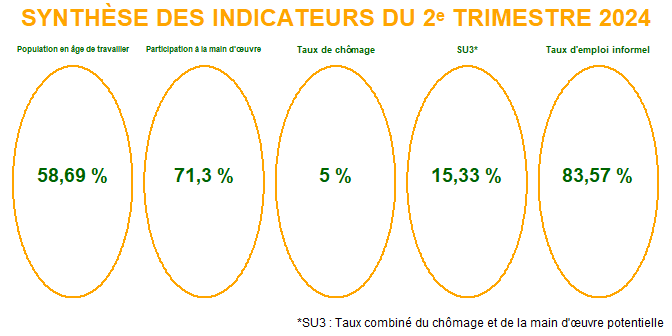 SYNTHÈSE DES INDICATEURS DU 2e TRIMESTRE 2024
Population en âge de travailler Participation à la main d'œuvre Taux de chômage SU3* Taux d'emploi informel
58,69 % 71,3 % 5 % 15,33 % 83,57 %
*SU3 : Taux combiné du chômage et de la main d'œuvre potentielle